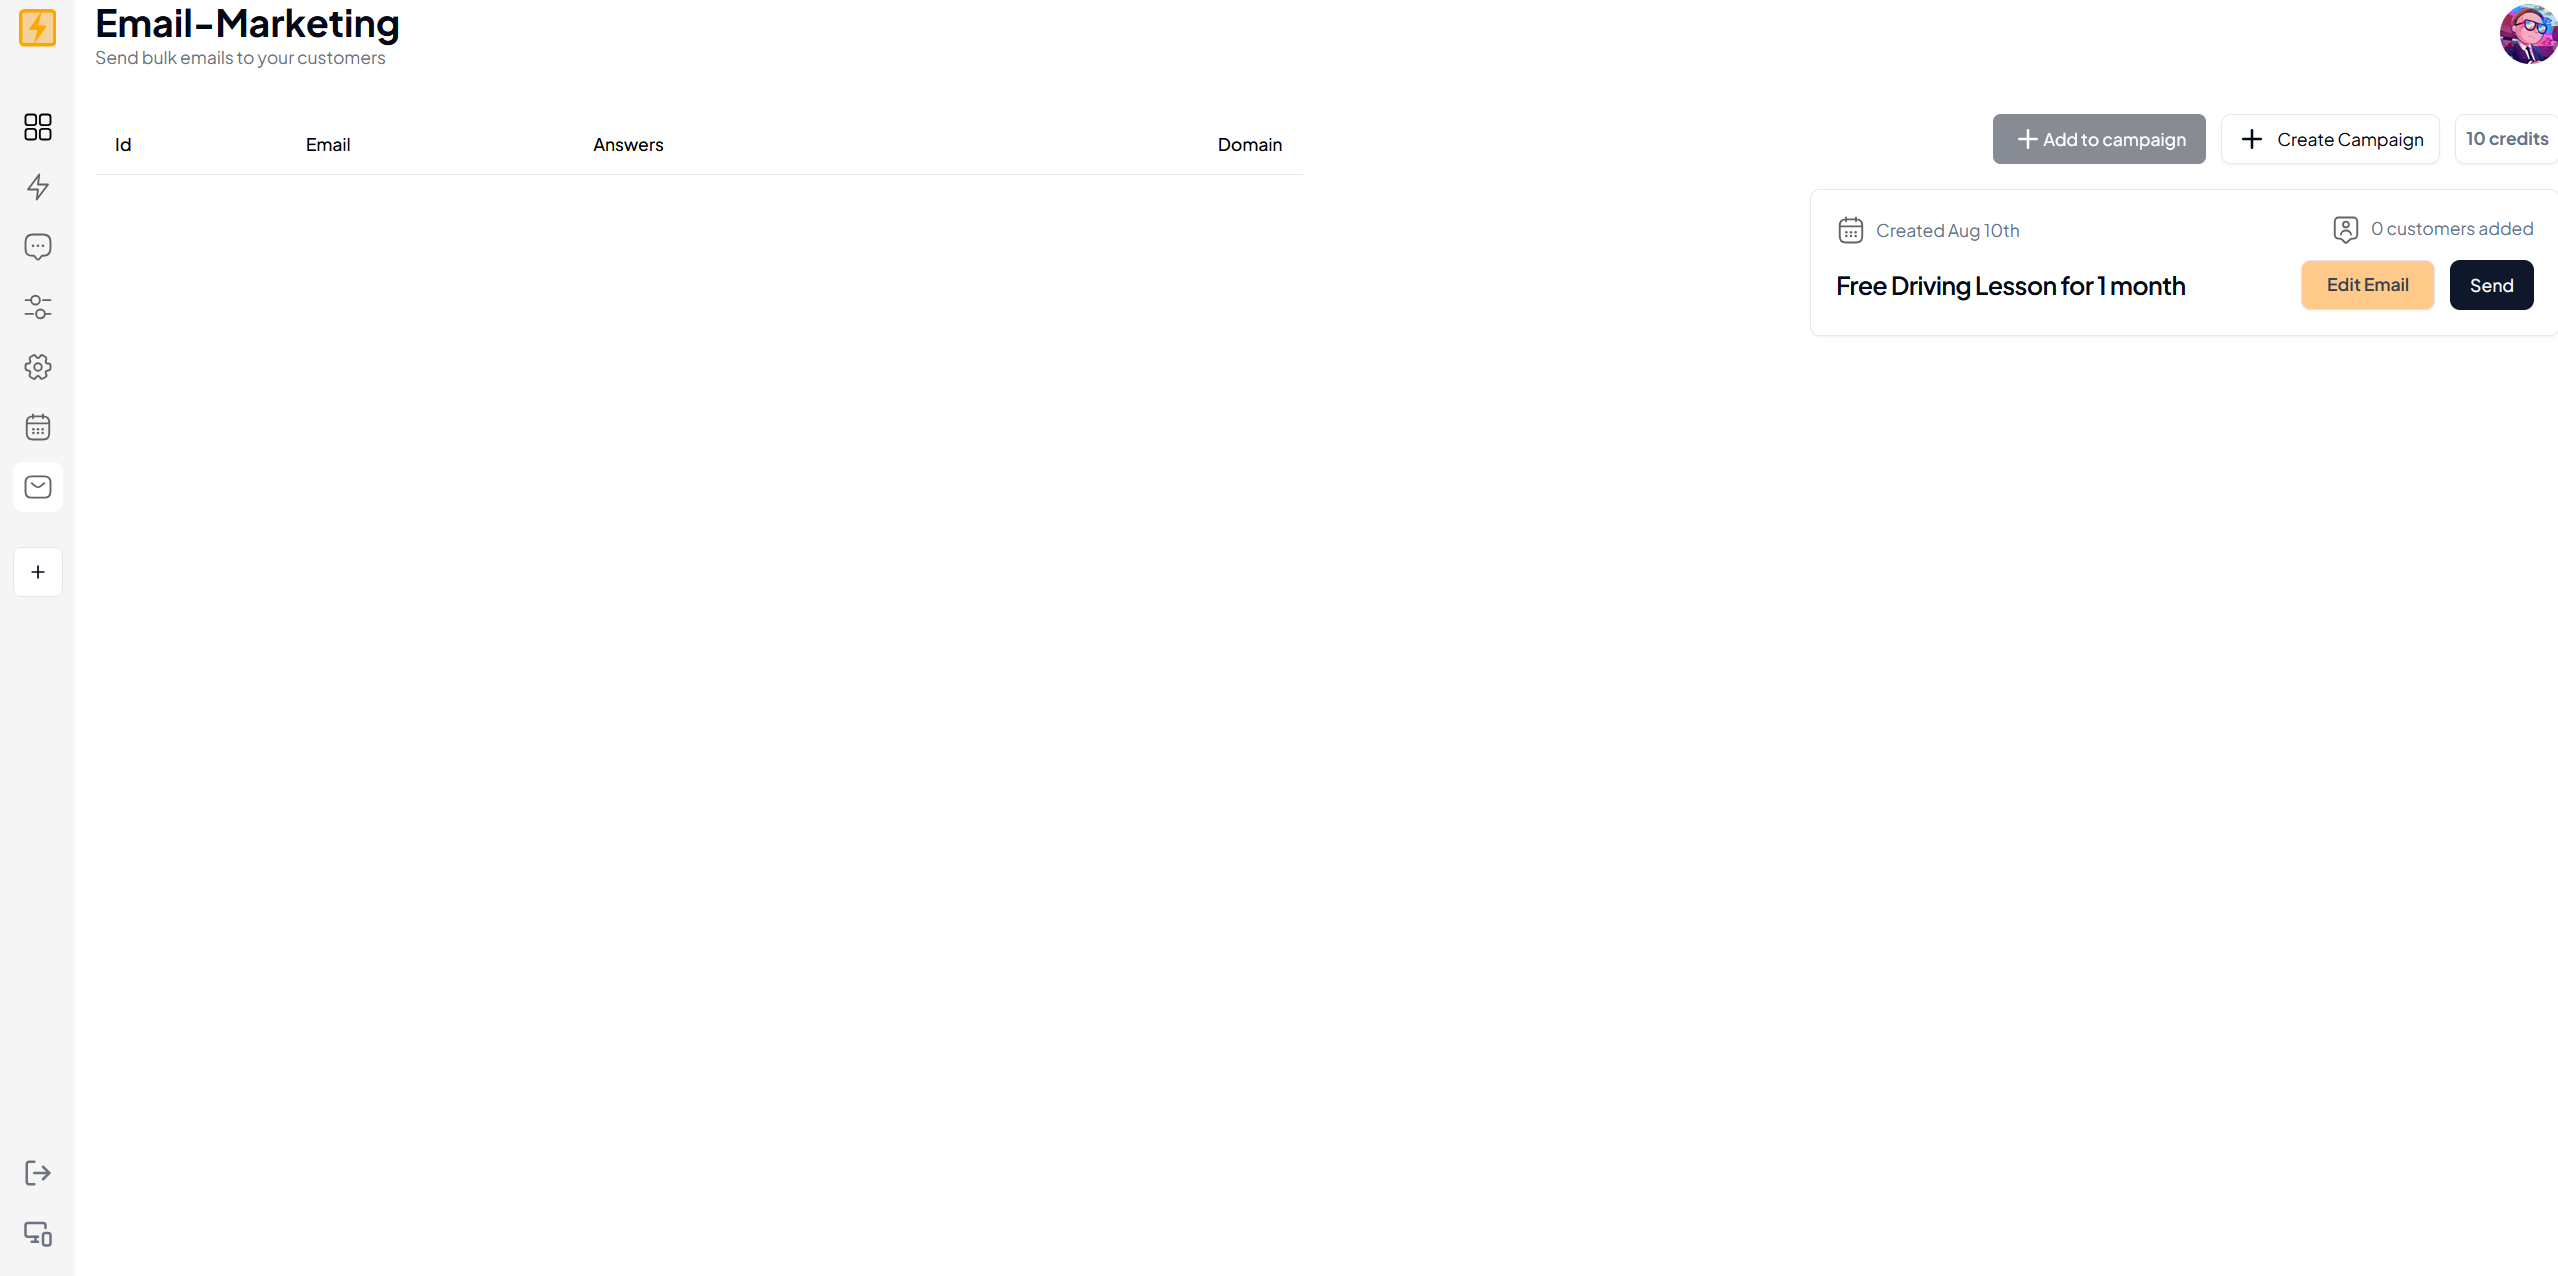 Email-Marketing
Send bulk emails to your customers
Id Email Answers Domain
Add to campaign Create Campaign 10 credits
Created Aug 10th 0 customers added
Free Driving Lesson for 1 month Edit Email Send